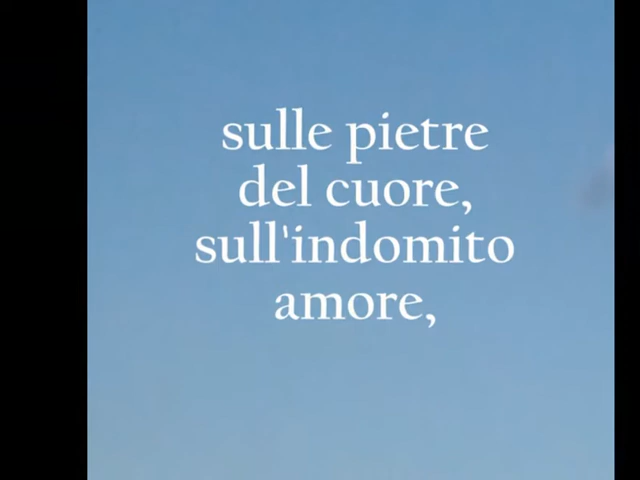 sulle pietre
del cuore,
sull'indomito
amore,